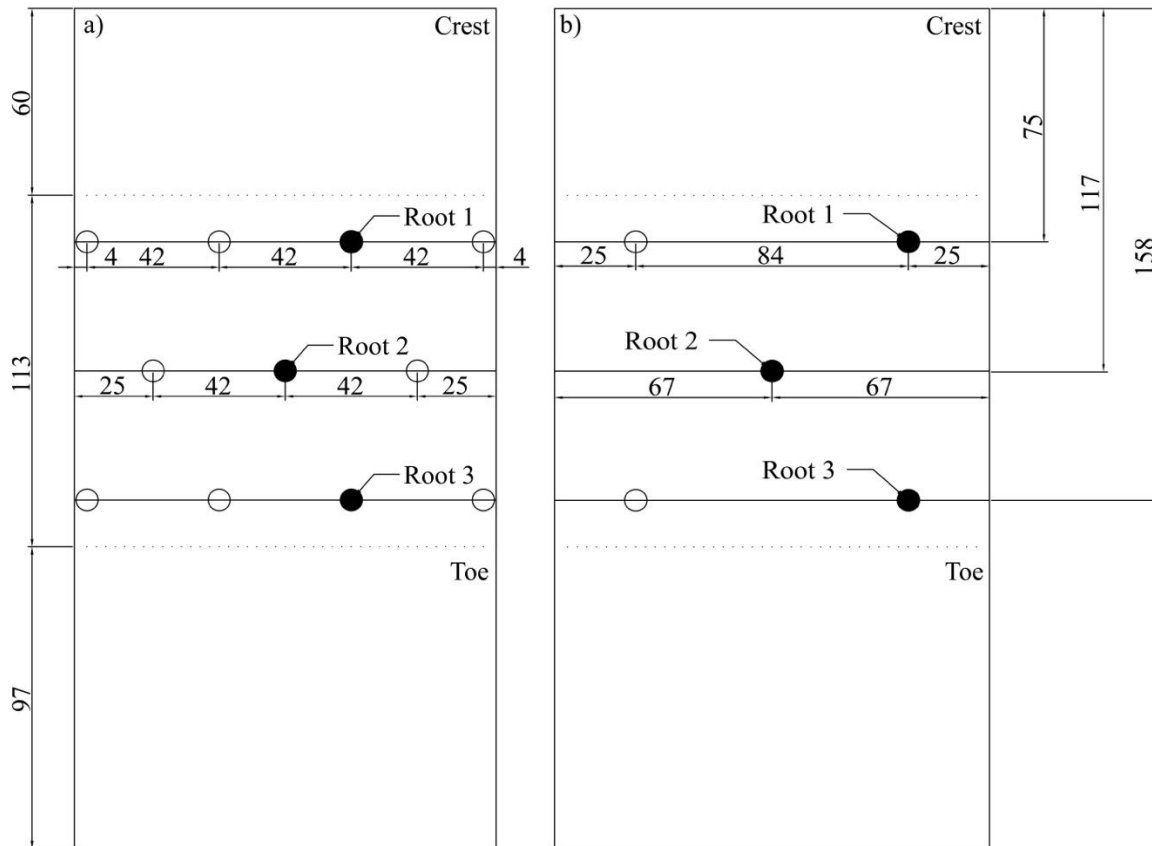 a) Crest
60
Root 1
4 42 42 42 4
113
Root 2
25 42 42 25
Root 3
Toe
97
b) Crest
75
117
158
Root 1
25 84 25
Root 2
67 67
Root 3
Toe